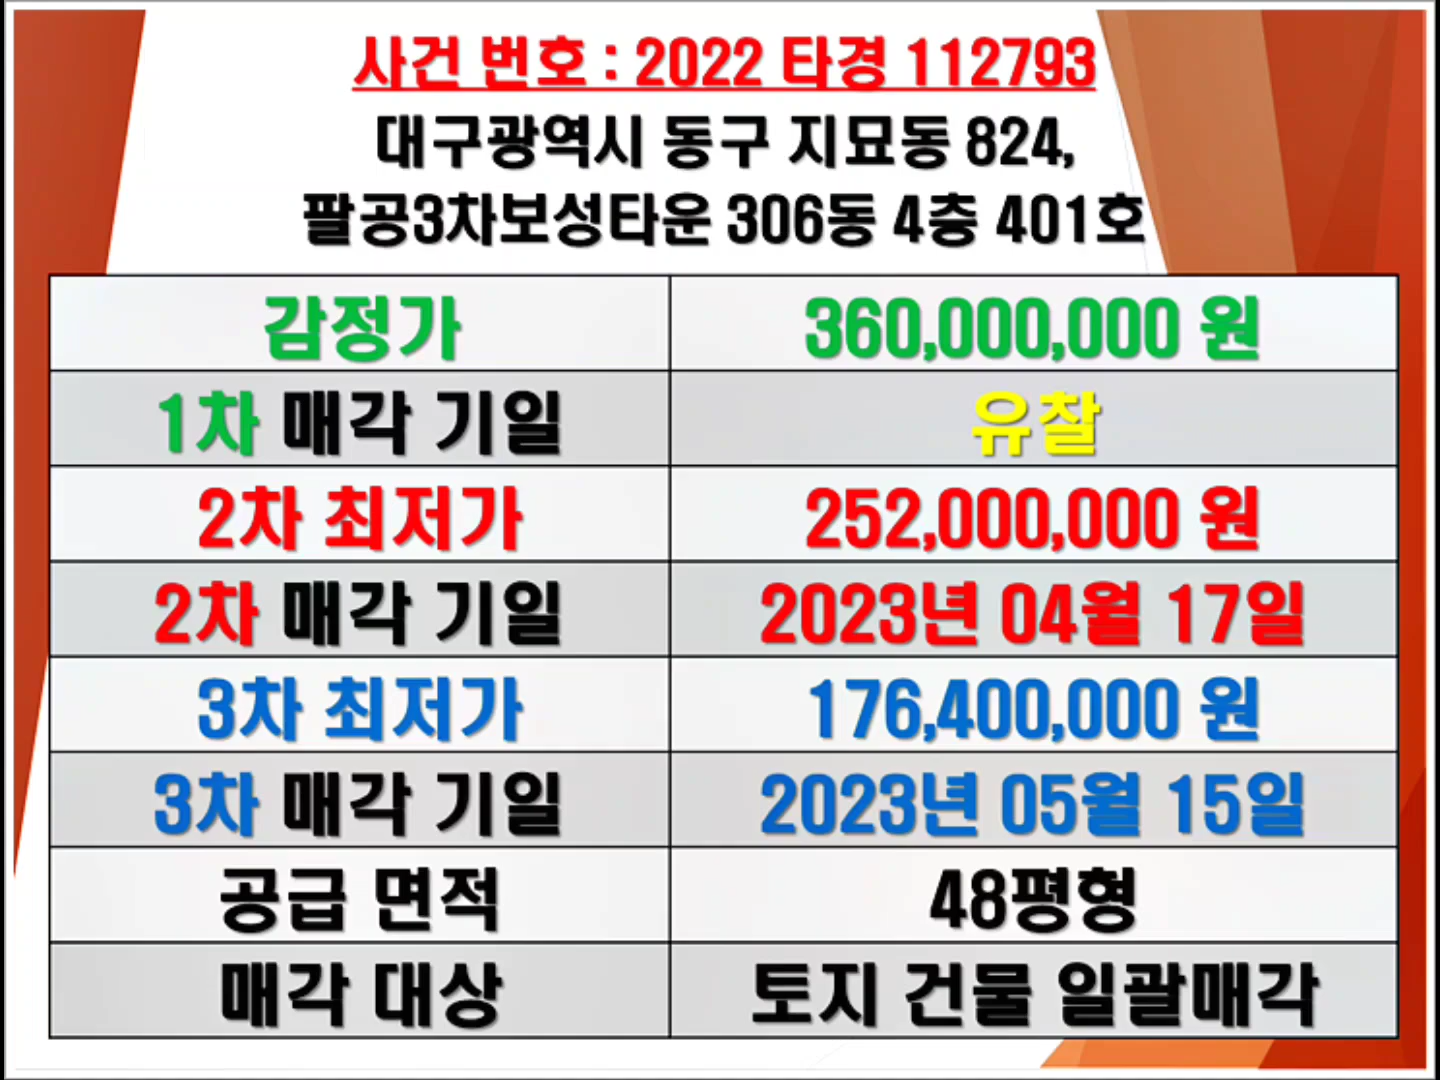 사건 번호 : 2022 타경 112793
대구광역시 동구 지묘동 824,
팔공3차보성타운 306동 4층 401호
감정가 360,000,000 원
1차 매각 기일 유찰
2차 최저가 252,000,000 원
2차 매각 기일 2023년 04월 17일
3차 최저가 176,400,000 원
3차 매각 기일 2023년 05월 15일
공급 면적 48평형
매각 대상 토지 건물 일괄매각